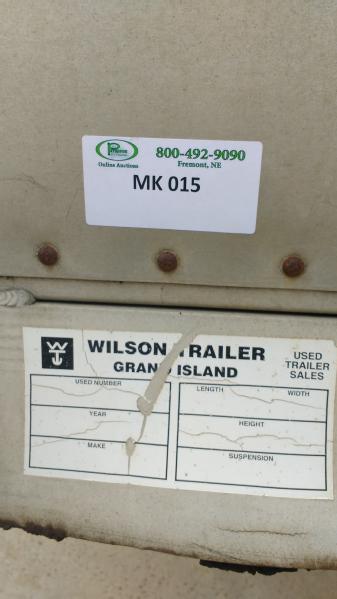 800-492-9090
Online Auctions
Fremont, NE
MK 015
WILSON TRAILER
GRAND ISLAND
USED
TRAILER
SALES
USED NUMBER
YEAR
MAKE
LENGTH WIDTH
HEIGHT
SUSPENSION